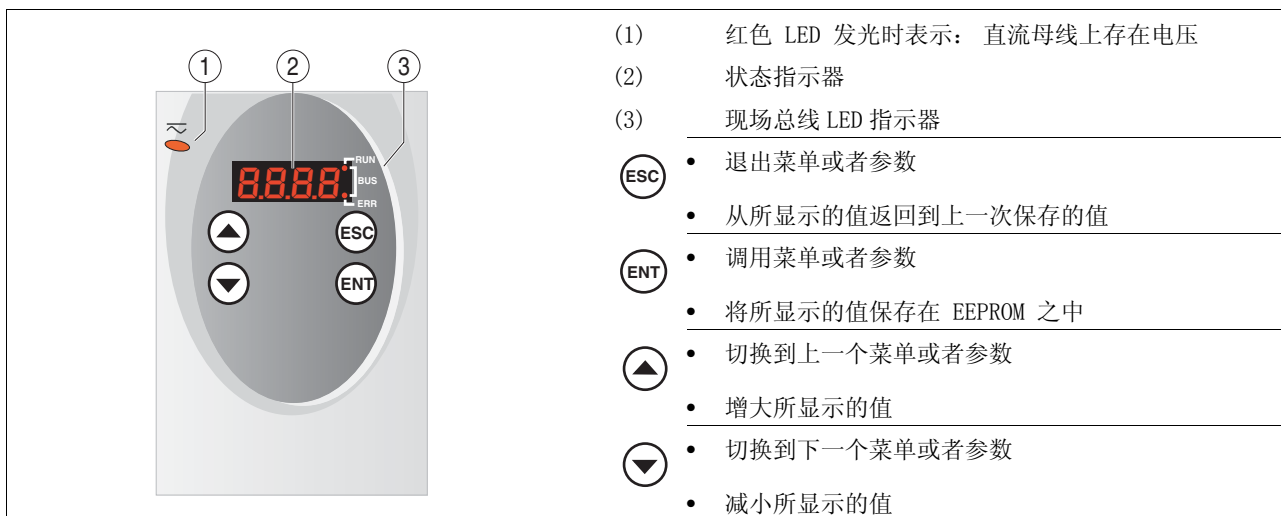 1
2
3
8.8.8.8
RUN
BUS
ERR
ESC
ENT
(1) 红色 LED 发光时表示: 直流母线上存在电压
(2) 状态指示器
(3) 现场总线 LED 指示器
ESC
• 退出菜单或者参数
• 从所显示的值返回到上一次保存的值
ENT
• 调用菜单或者参数
• 将所显示的值保存在 EEPROM 之中
• 切换到上一个菜单或者参数
• 增大所显示的值
• 切换到下一个菜单或者参数
• 减小所显示的值